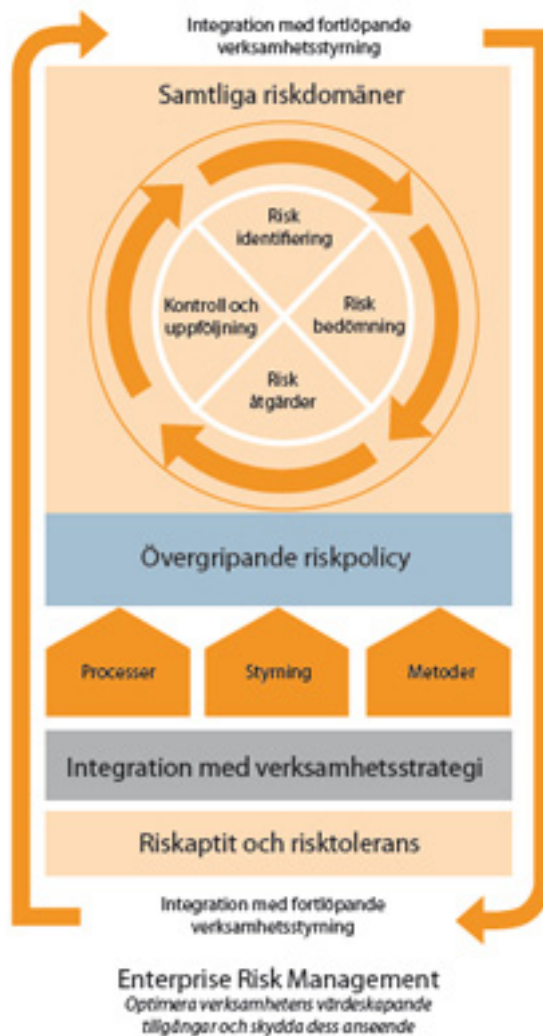 Integration med fortlöpande
verksamhetsstyrning
Samtliga riskdomäner
Risk
identifiering
Kontroll och
uppföljning
Risk
bedömning
Risk
åtgärder
Övergripande riskpolicy
Processer
Styrning
Metoder
Integration med verksamhetsstrategi
Riskaptit och risktolerans
Integration med fortlöpande
verksamhetsstyrning
Enterprise Risk Management
Optimera verksamhetens värdeskapande
tillgångar och skydda dess anseende